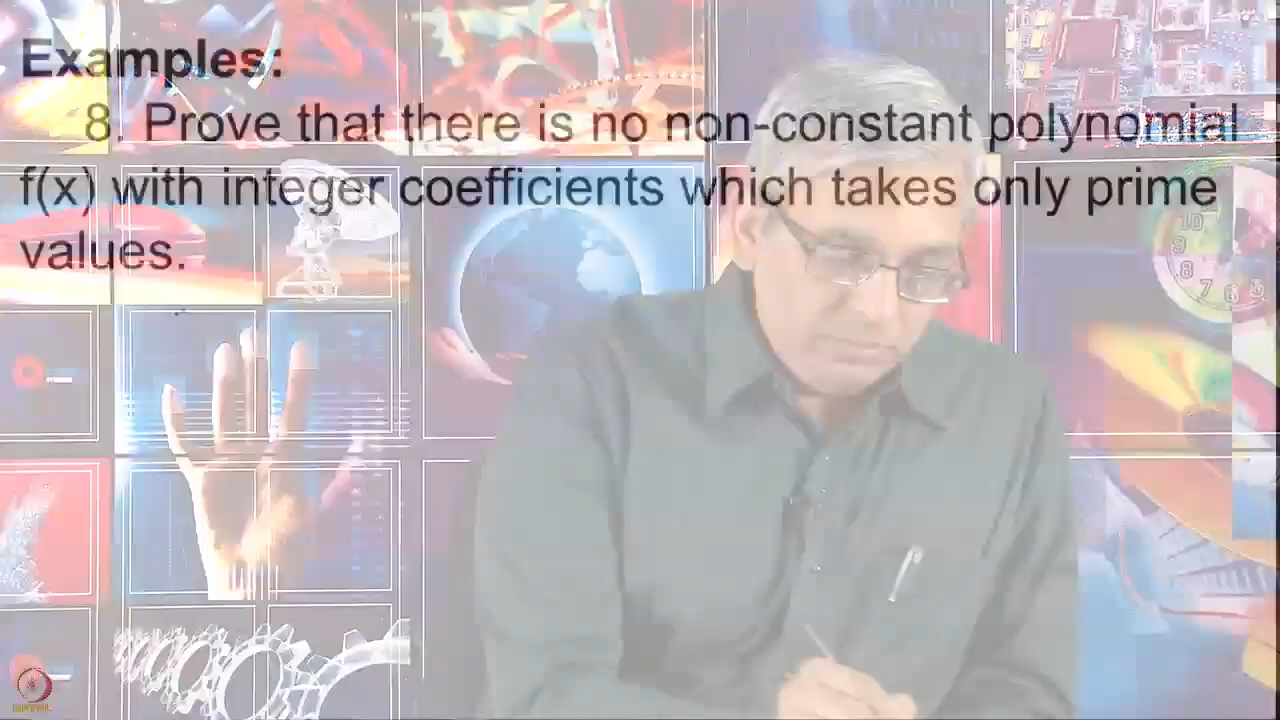 Examples:
8. Prove that there is no non-constant polynomial
f(x) with integer coefficients which takes only prime
values.